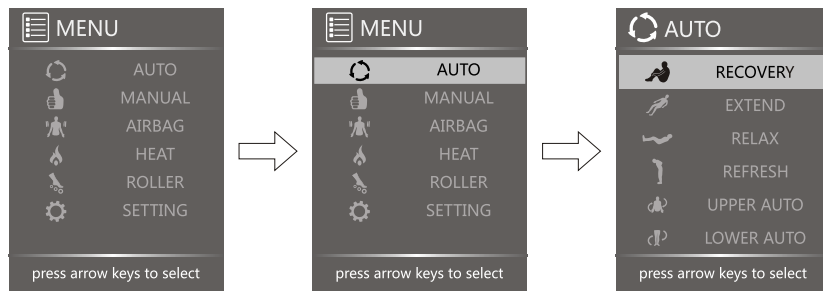 MENU
AUTO
MANUAL
AIRBAG
HEAT
ROLLER
SETTING
press arrow keys to select
MENU
AUTO
MANUAL
AIRBAG
HEAT
ROLLER
SETTING
press arrow keys to select
AUTO
RECOVERY
EXTEND
RELAX
REFRESH
UPPER AUTO
LOWER AUTO
press arrow keys to select